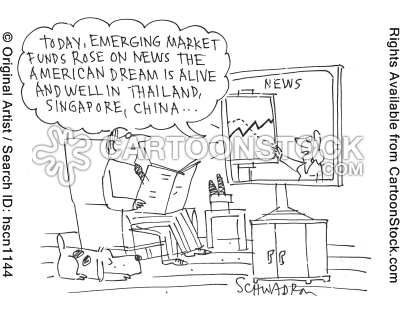 TODAY, EMERGING MARKET
FUNDS ROSE ON NEWS THE
AMERICAN DREAM IS ALIVE
AND WELL IN THAILAND,
SINGAPORE, CHINA...
NEWS
CARTOONSTOCK
.com
SCHWADRON
© Original Artist / Search ID: hscn1144
Rights Available from CartoonStock.com